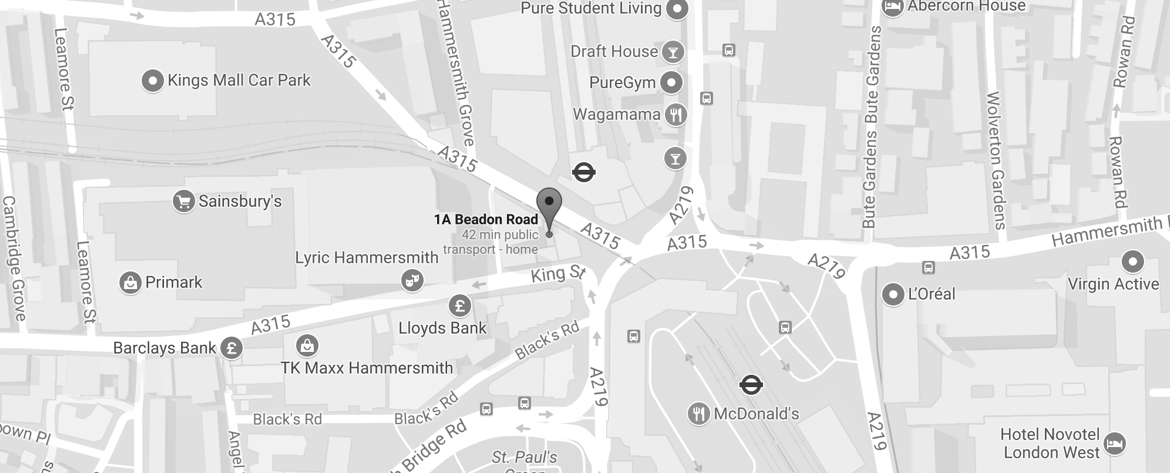 Pure Student Living
Abercorn House
A315
Leamore St
A315
Hammersmith Grove
Draft House
PureGym
Kings Mall Car Park
Wagamama
Rowan Rd
Bute Gardens
Wolverton Gardens
Bute Gardens
Rowan Rd
A315
Sainsbury's
Cambridge Grove
Leamore St
A219
1A Beadon Road
42 min public
transport - home
A315
A315
A315
Hammersmith
Lyric Hammersmith
King St
A219
Primark
Virgin Active
L'Oréal
Lloyds Bank
A315
Black's Rd
Barclays Bank
TK Maxx Hammersmith
A219
Black's Rd
Black's Rd
McDonald's
A219
Bridge Rd
Hotel Novotel
London West
Angel
own Pl
St. Paul's